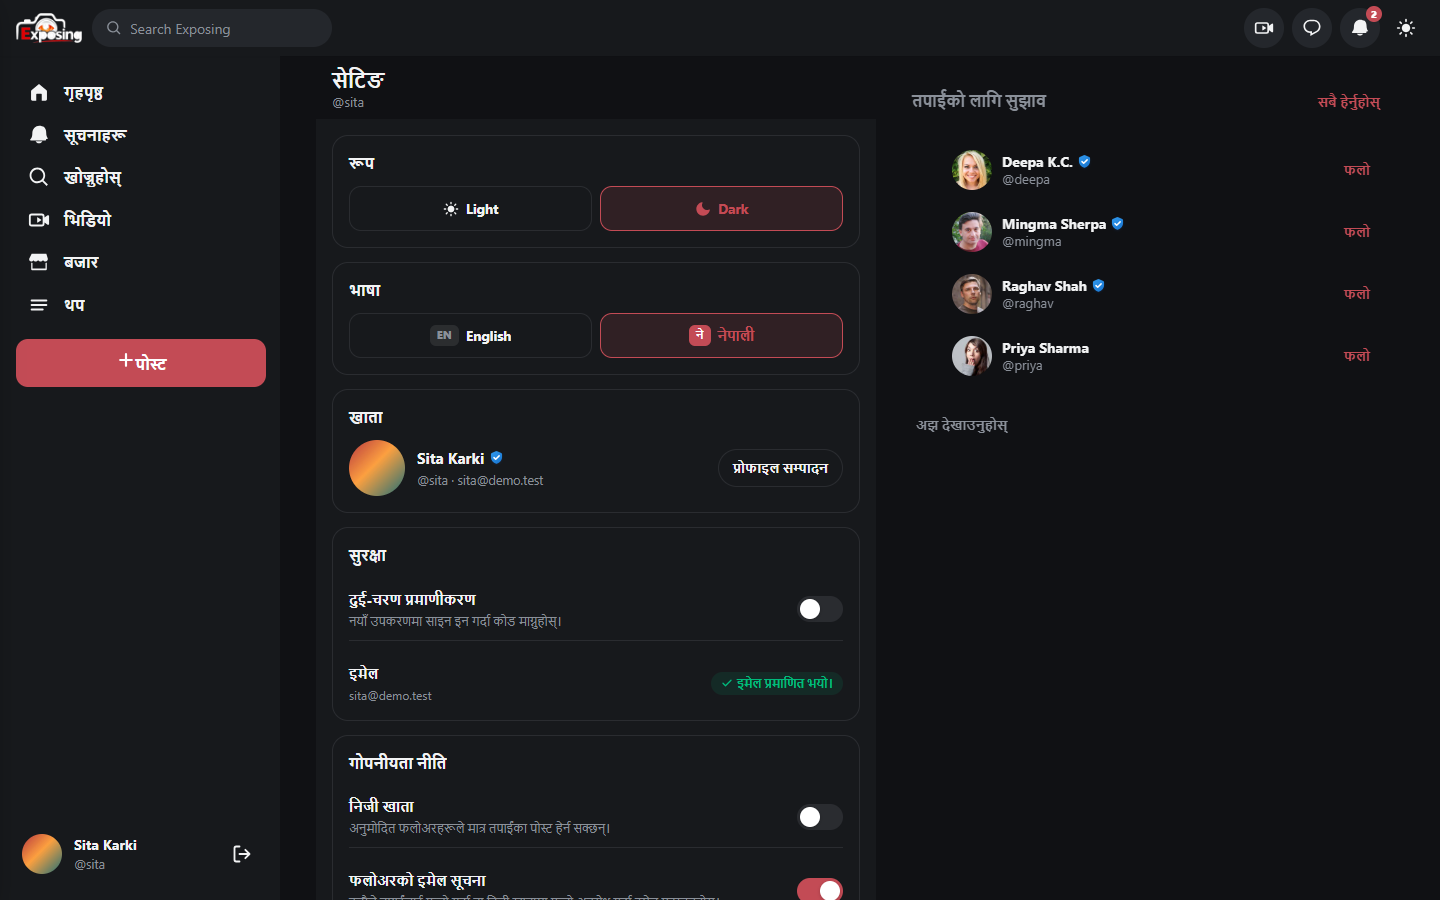 Exposing
Search Exposing
2
गृहपृष्ठ
सूचनाहरू
खोज्नुहोस्
भिडियो
बजार
थप
+ पोस्ट
Sita Karki
@sita
सेटिङ
@sita
रूप
Light
Dark
भाषा
EN English
ने नेपाली
खाता
Sita Karki
@sita · sita@demo.test
प्रोफाइल सम्पादन
सुरक्षा
दुई-चरण प्रमाणीकरण
नयाँ उपकरणमा साइन इन गर्दा कोड माग्नुहोस्।
इमेल
sita@demo.test
इमेल प्रमाणित भयो।
गोपनीयता नीति
निजी खाता
अनुमोदित फलोअरहरूले मात्र तपाईंका पोस्ट हेर्न सक्छन्।
फलोअरको इमेल सूचना
तपाईंको लागि सुझाव
सबै हेर्नुहोस्
Deepa K.C.
@deepa
फलो
Mingma Sherpa
@mingma
फलो
Raghav Shah
@raghav
फलो
Priya Sharma
@priya
फलो
अझ देखाउनुहोस्